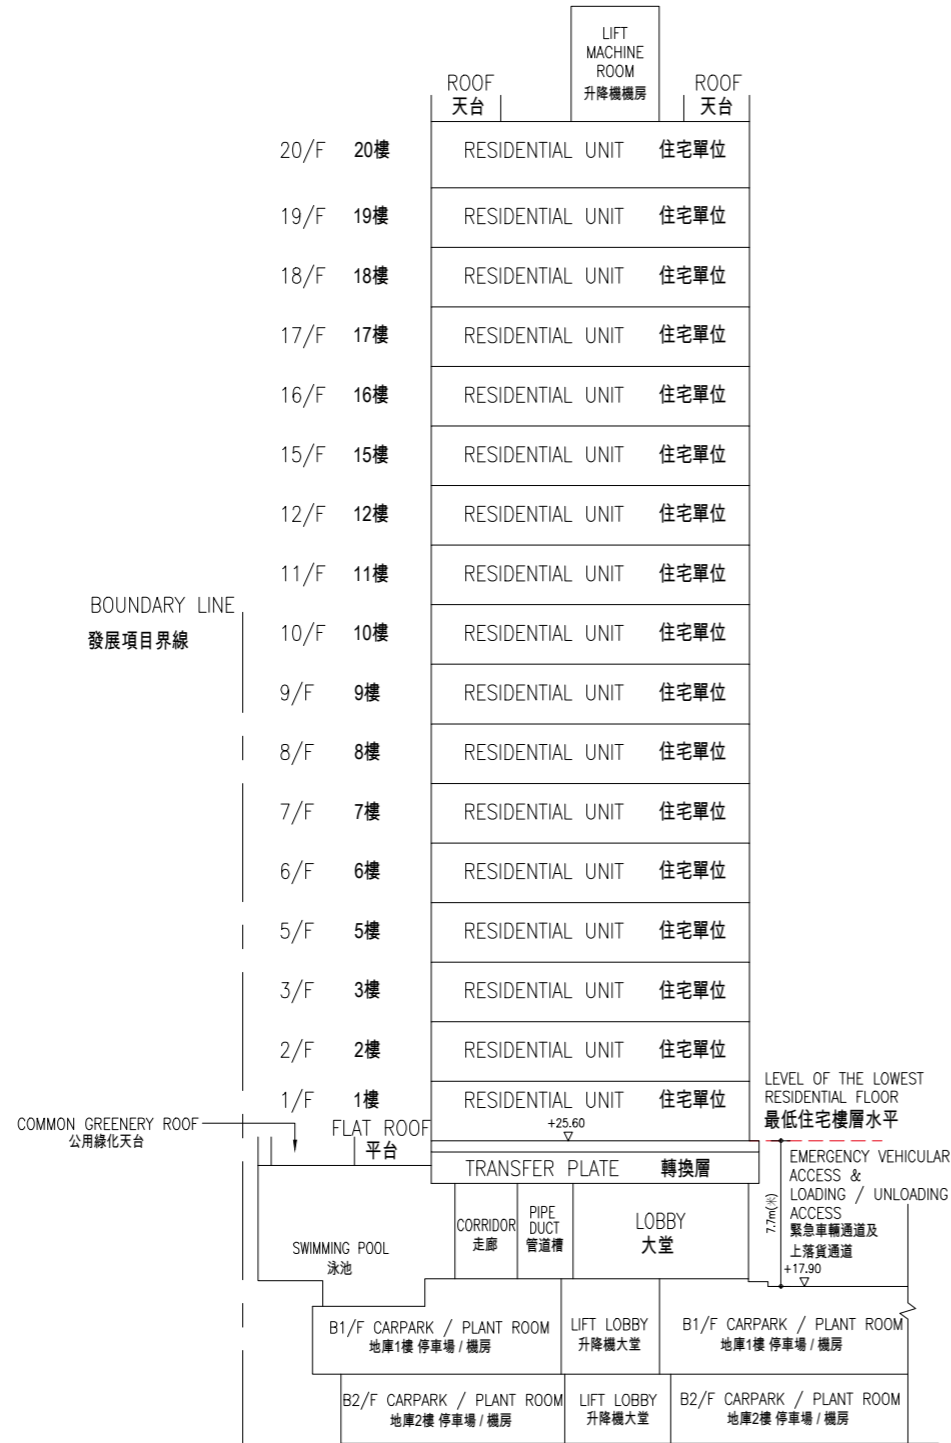 LIFT
MACHINE
ROOM
升降機機房
ROOF
天台
ROOF
天台
20/F 20樓 RESIDENTIAL UNIT 住宅單位
19/F 19樓 RESIDENTIAL UNIT 住宅單位
18/F 18樓 RESIDENTIAL UNIT 住宅單位
17/F 17樓 RESIDENTIAL UNIT 住宅單位
16/F 16樓 RESIDENTIAL UNIT 住宅單位
15/F 15樓 RESIDENTIAL UNIT 住宅單位
12/F 12樓 RESIDENTIAL UNIT 住宅單位
11/F 11樓 RESIDENTIAL UNIT 住宅單位
BOUNDARY LINE
發展項目界線
10/F 10樓 RESIDENTIAL UNIT 住宅單位
9/F 9樓 RESIDENTIAL UNIT 住宅單位
8/F 8樓 RESIDENTIAL UNIT 住宅單位
7/F 7樓 RESIDENTIAL UNIT 住宅單位
6/F 6樓 RESIDENTIAL UNIT 住宅單位
5/F 5樓 RESIDENTIAL UNIT 住宅單位
3/F 3樓 RESIDENTIAL UNIT 住宅單位
2/F 2樓 RESIDENTIAL UNIT 住宅單位
1/F 1樓 RESIDENTIAL UNIT 住宅單位
LEVEL OF THE LOWEST
RESIDENTIAL FLOOR
最低住宅樓層水平
COMMON GREENERY ROOF
公用綠化天台
FLAT ROOF
平台
+25.60
TRANSFER PLATE 轉換層
EMERGENCY VEHICULAR
ACCESS &
LOADING / UNLOADING
ACCESS
緊急車輛通道及
上落貨通道
+17.90
7.7m(米)
SWIMMING POOL
泳池
CORRIDOR
走廊
PIPE
DUCT
管道槽
LOBBY
大堂
B1/F CARPARK / PLANT ROOM
地庫1樓 停車場 / 機房
LIFT LOBBY
升降機大堂
B1/F CARPARK / PLANT ROOM
地庫1樓 停車場 / 機房
B2/F CARPARK / PLANT ROOM
地庫2樓 停車場 / 機房
LIFT LOBBY
升降機大堂
B2/F CARPARK / PLANT ROOM
地庫2樓 停車場 / 機房